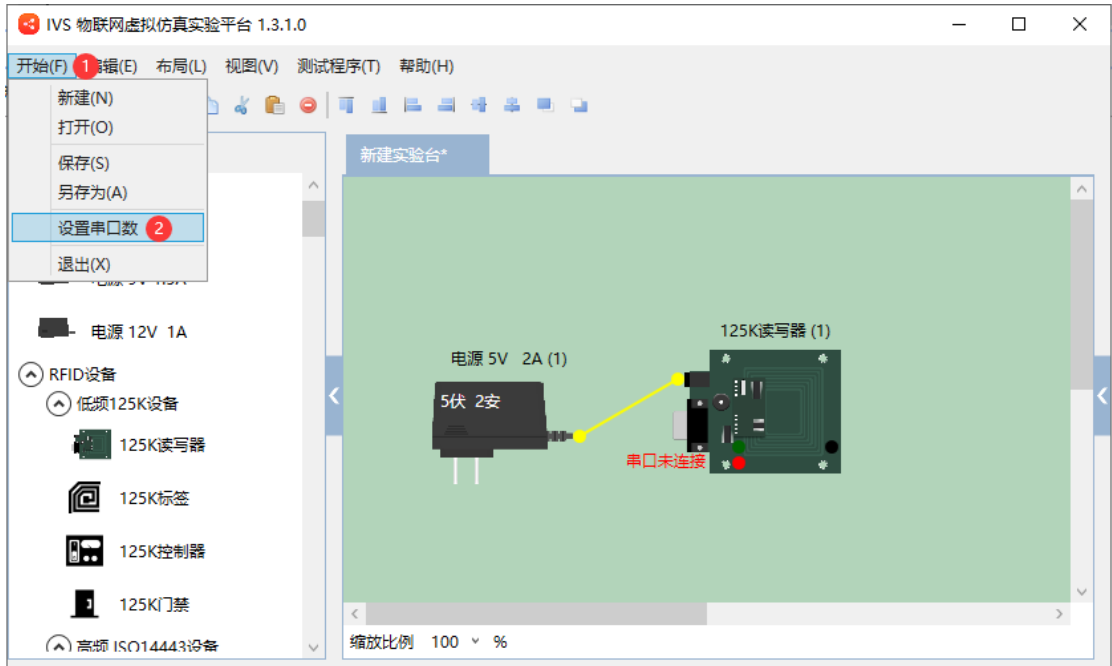 IVS 物联网虚拟仿真实验平台 1.3.1.0
开始(F) 1 辑(E) 布局(L) 视图(V) 测试程序(T) 帮助(H)
新建(N)
打开(O)
保存(S)
另存为(A)
设置串口数 2
退出(X)
新建实验台*
电源 12V 1A
RFID设备
低频125K设备
125K读写器
125K标签
125K控制器
125K门禁
高频 ISO14443设备
125K读写器 (1)
电源 5V 2A (1)
5伏 2安
串口未连接
缩放比例 100 %